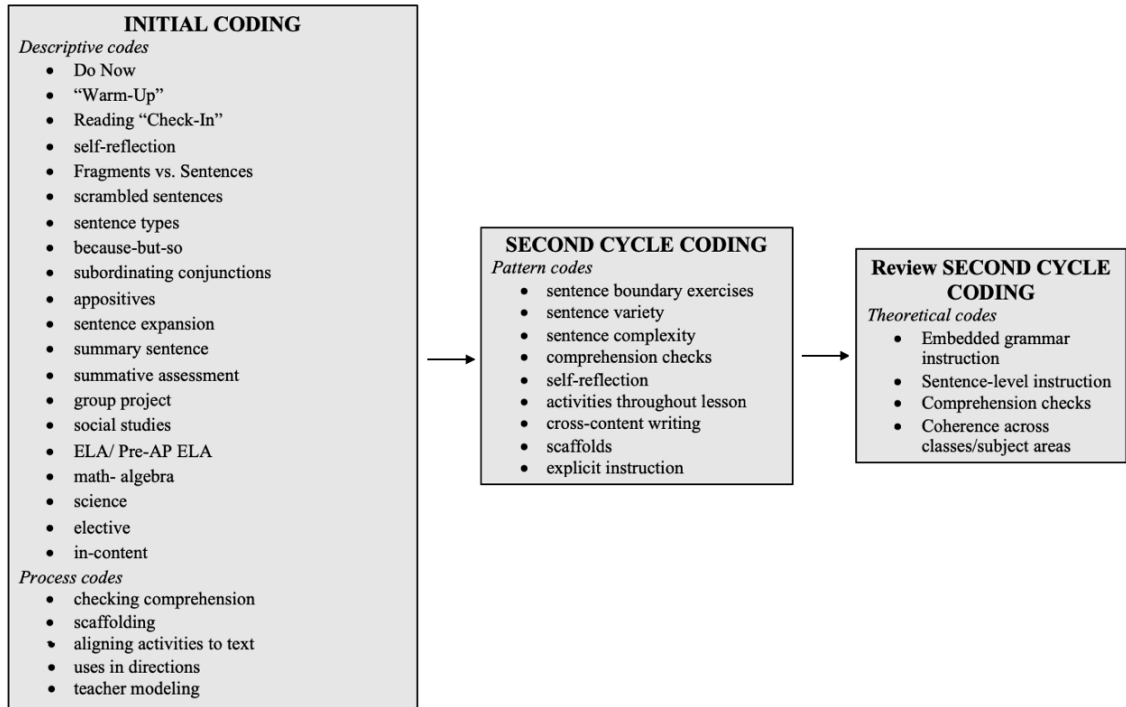 INITIAL CODING
Descriptive codes
• Do Now
• “Warm-Up”
• Reading “Check-In”
• self-reflection
• Fragments vs. Sentences
• scrambled sentences
• sentence types
• because-but-so
• subordinating conjunctions
• appositives
• sentence expansion
• summary sentence
• summative assessment
• group project
• social studies
• ELA/ Pre-AP ELA
• math- algebra
• science
• elective
• in-content
Process codes
• checking comprehension
• scaffolding
• aligning activities to text
• uses in directions
• teacher modeling
SECOND CYCLE CODING
Pattern codes
• sentence boundary exercises
• sentence variety
• sentence complexity
• comprehension checks
• self-reflection
• activities throughout lesson
• cross-content writing
• scaffolds
• explicit instruction
Review SECOND CYCLE
CODING
Theoretical codes
• Embedded grammar
instruction
• Sentence-level instruction
• Comprehension checks
• Coherence across
classes/subject areas